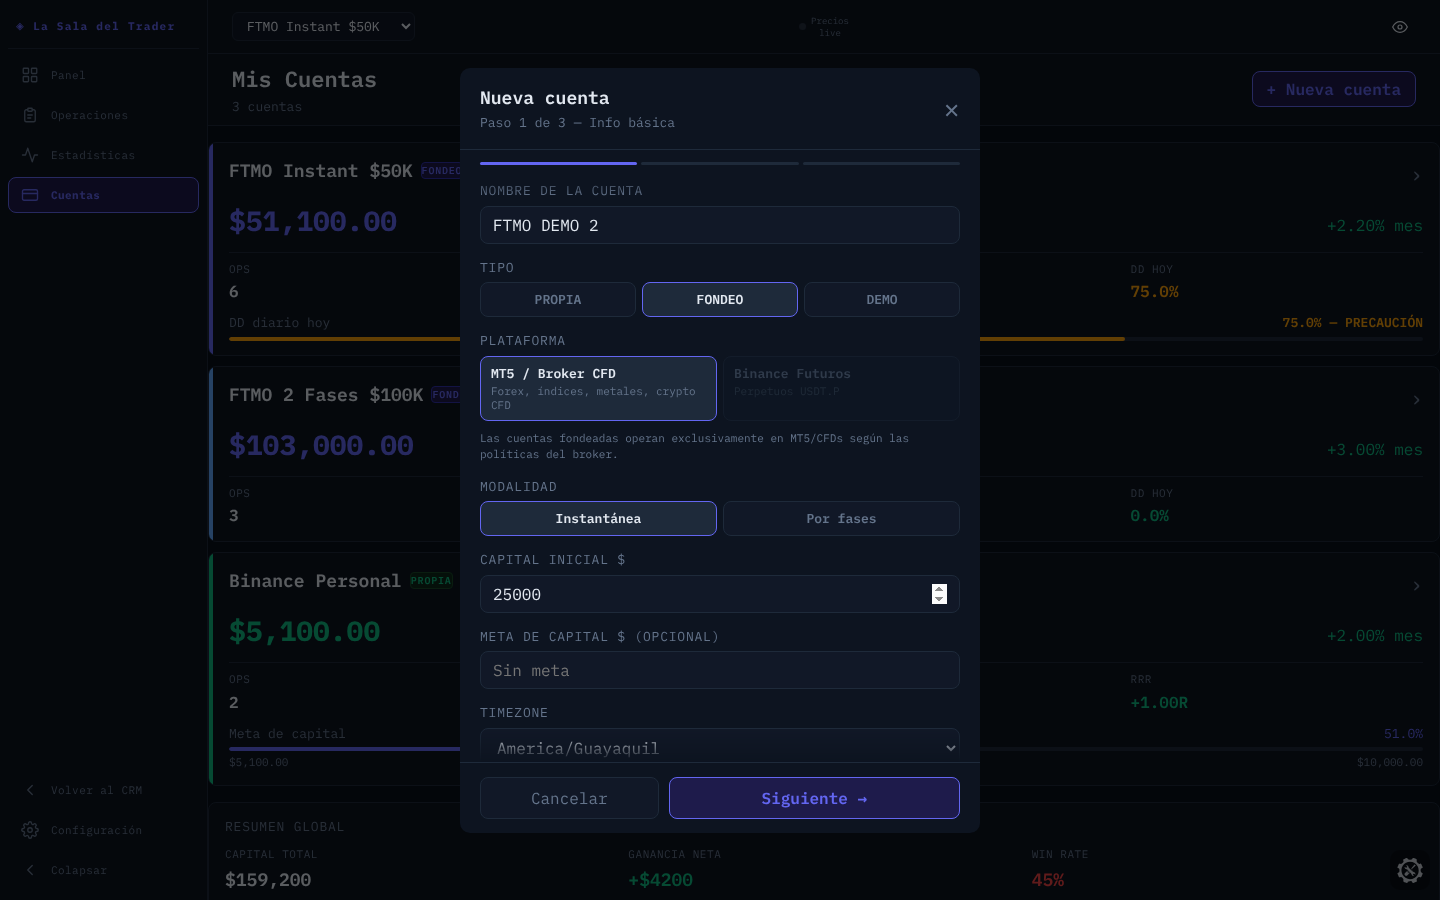 La Sala del Trader
FTMO Instant $50K
Precios
live
Panel
Operaciones
Estadísticas
Cuentas
Volver al CRM
Configuración
Colapsar
Mis Cuentas
3 cuentas
+ Nueva cuenta
FTMO Instant $50K
FONDEO
$51,100.00
+2.20% mes
OPS
6
DD HOY
75.0%
DD diario hoy
75.0% — PRECAUCIÓN
FTMO 2 Fases $100K
FOND
$103,000.00
+3.00% mes
OPS
3
DD HOY
0.0%
Binance Personal
PROPIA
$5,100.00
+2.00% mes
OPS
2
RRR
+1.00R
Meta de capital
51.0%
$5,100.00
$10,000.00
RESUMEN GLOBAL
CAPITAL TOTAL
$159,200
GANANCIA NETA
+$4200
WIN RATE
45%
Nueva cuenta
Paso 1 de 3 — Info básica
NOMBRE DE LA CUENTA
FTMO DEMO 2
TIPO
PROPIA
FONDEO
DEMO
PLATAFORMA
MT5 / Broker CFD
Forex, índices, metales, crypto
CFD
Binance Futuros
Perpetuos USDT.P
Las cuentas fondeadas operan exclusivamente en MT5/CFDs según las
políticas del broker.
MODALIDAD
Instantánea
Por fases
CAPITAL INICIAL $
25000
META DE CAPITAL $ (OPCIONAL)
Sin meta
TIMEZONE
America/Guayaquil
Cancelar
Siguiente →